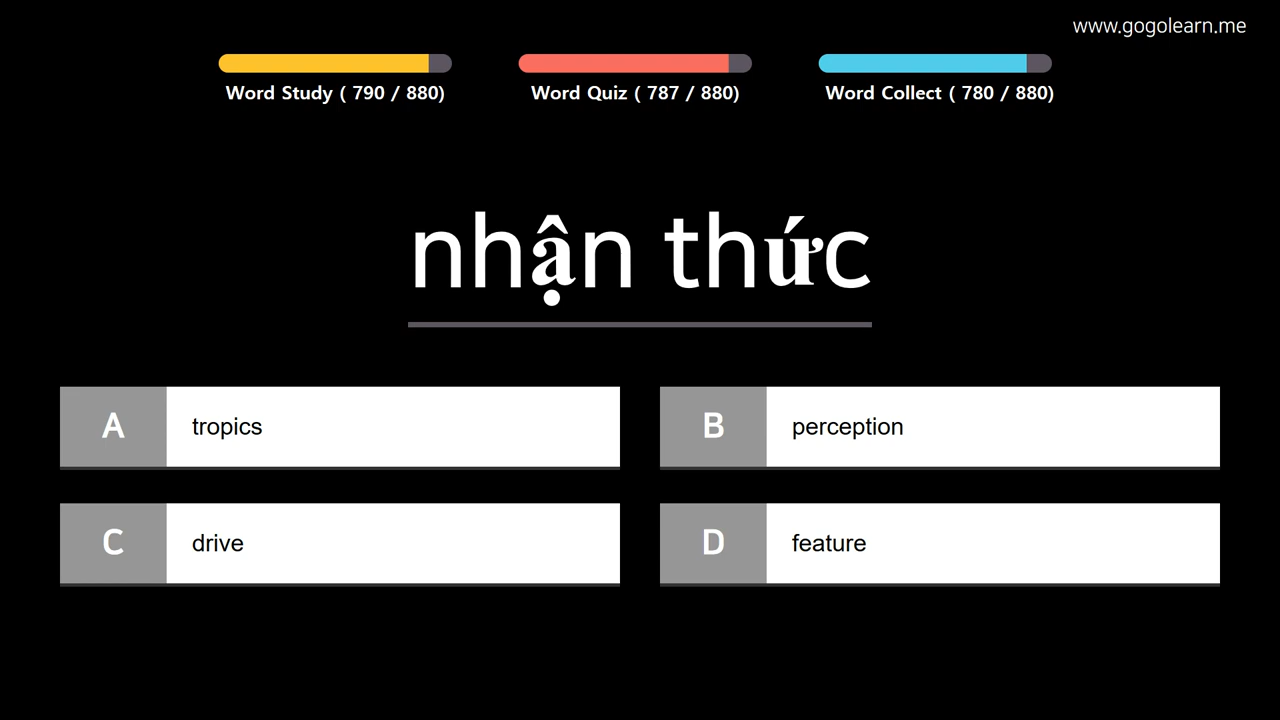 www.gogolearn.me
Word Study ( 790 / 880)
Word Quiz ( 787 / 880)
Word Collect ( 780 / 880)
nhận thức
A tropics
B perception
C drive
D feature